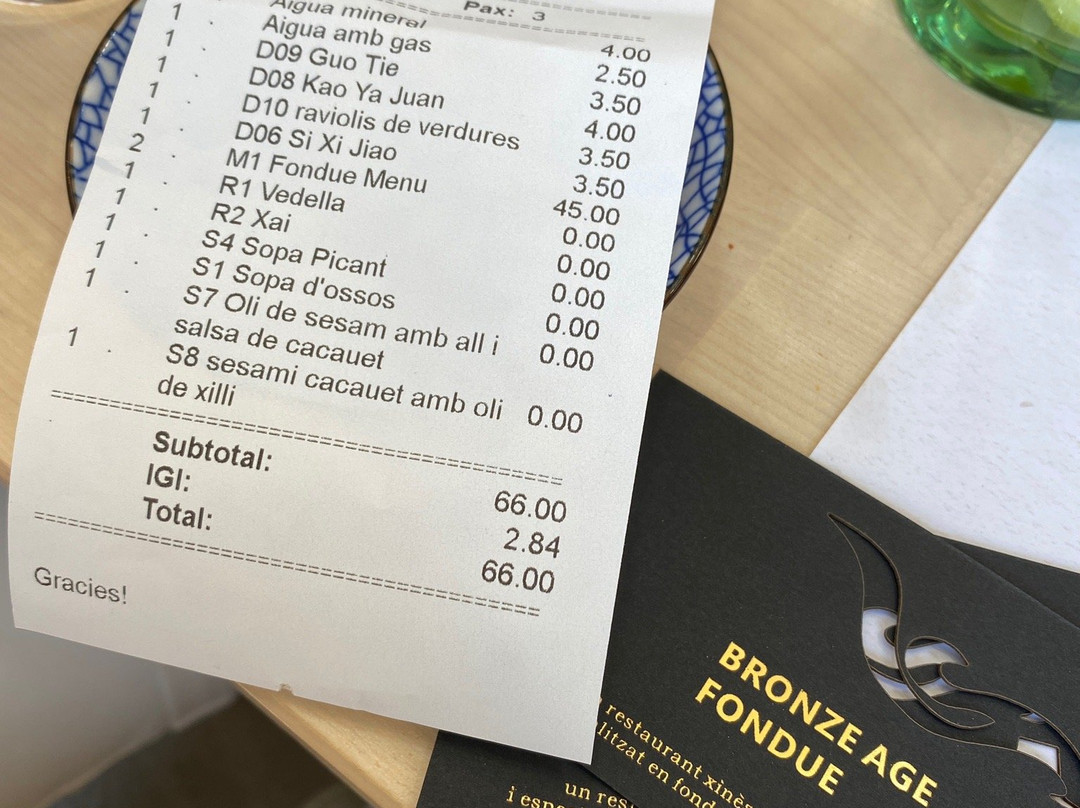 Pax: 3
Aigua mineral 4.00
1 . Aigua amb gas 2.50
1 . D09 Guo Tie 3.50
1 . D08 Kao Ya Juan 4.00
1 . D10 raviolis de verdures 3.50
1 . D06 Si Xi Jiao 3.50
2 . M1 Fondue Menu 45.00
1 . R1 Vedella 0.00
1 . R2 Xai 0.00
1 . S4 Sopa Picant 0.00
1 . S1 Sopa d'ossos 0.00
1 . S7 Oli de sesam amb all i 0.00
salsa de cacauet
1 . S8 sesami cacauet amb oli 0.00
de xilli
Subtotal: 66.00
IGI: 2.84
Total: 66.00
Gracies!
BRONZE AGE
FONDUE
restaurant xinès
litzat en fond
un res
i espe